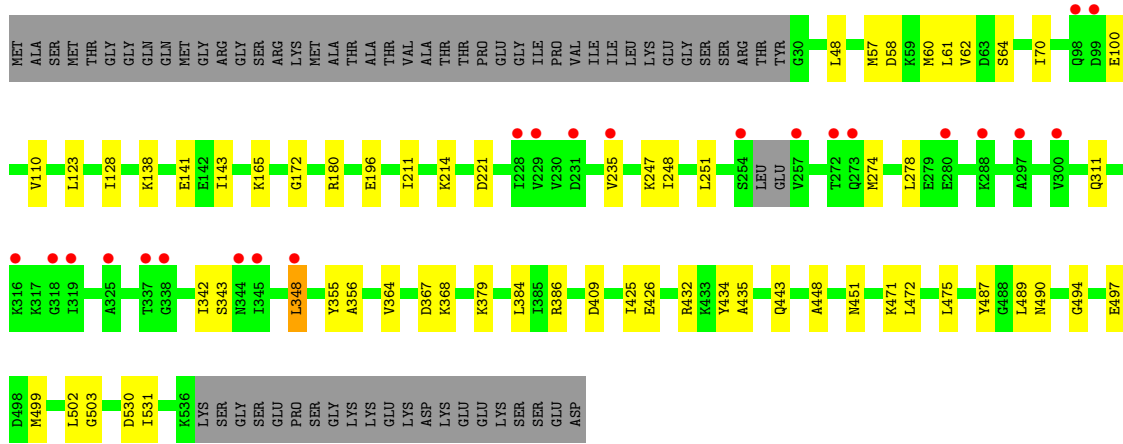 MET ALA SER MET THR GLY GLY GLN GLN MET GLY ARG GLY SER ARG LYS MET ALA THR ALA THR VAL ALA THR THR PRO GLU GLY ILE PRO VAL ILE ILE LEU LYS GLU GLY SER SER ARG THR TYR G30 L48 M57 D58 K59 M60 L61 V62 D63 S64 I70 Q98 D99 E100
V110 L123 I128 K138 E141 E142 I143 K165 G172 R180 E196 I211 K214 D221 I228 V229 V230 D231 V235 K247 I248 L251 S254 LEU GLU V257 T272 Q273 M274 L278 E279 E280 K288 A297 V300 Q311
K316 K317 G318 I319 A325 T337 G338 I342 S343 N344 I345 L348 Y355 A356 V364 D367 K368 K379 L384 I385 R386 D409 I425 E426 R432 K433 Y434 A435 Q443 A448 N451 K471 L472 L475 Y487 G488 L489 N490 G494 E497
D498 M499 L502 G503 D530 I531 K536 LYS SER GLY SER GLU PRO SER GLY LYS LYS GLU LYS ASP LYS GLU GLU LYS SER SER GLU ASP